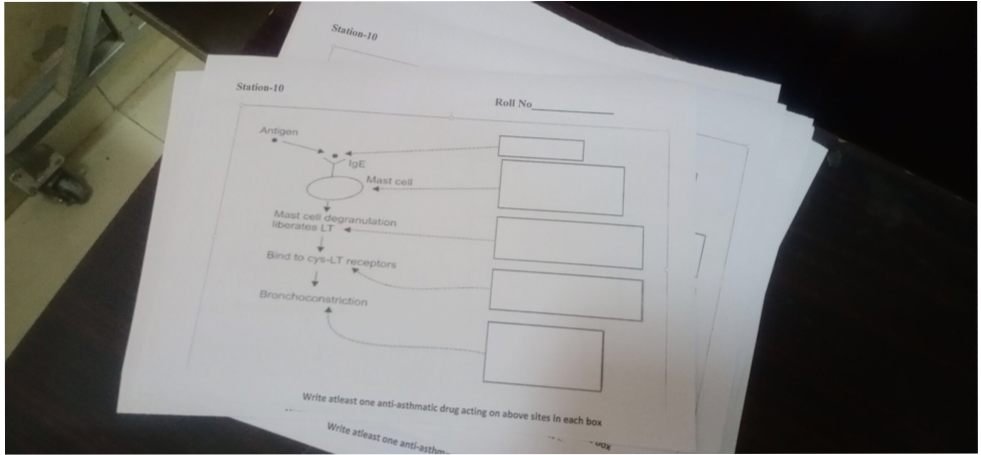 Station-10
Station-10
Roll No
Antigen
IgE
Mast cell
Mast cell degranulation
liberates LT
Bind to cys-LT receptors
Bronchoconstriction
Write atleast one anti-asthmatic drug acting on above sites in each box
Write atleast one anti-asthm
box